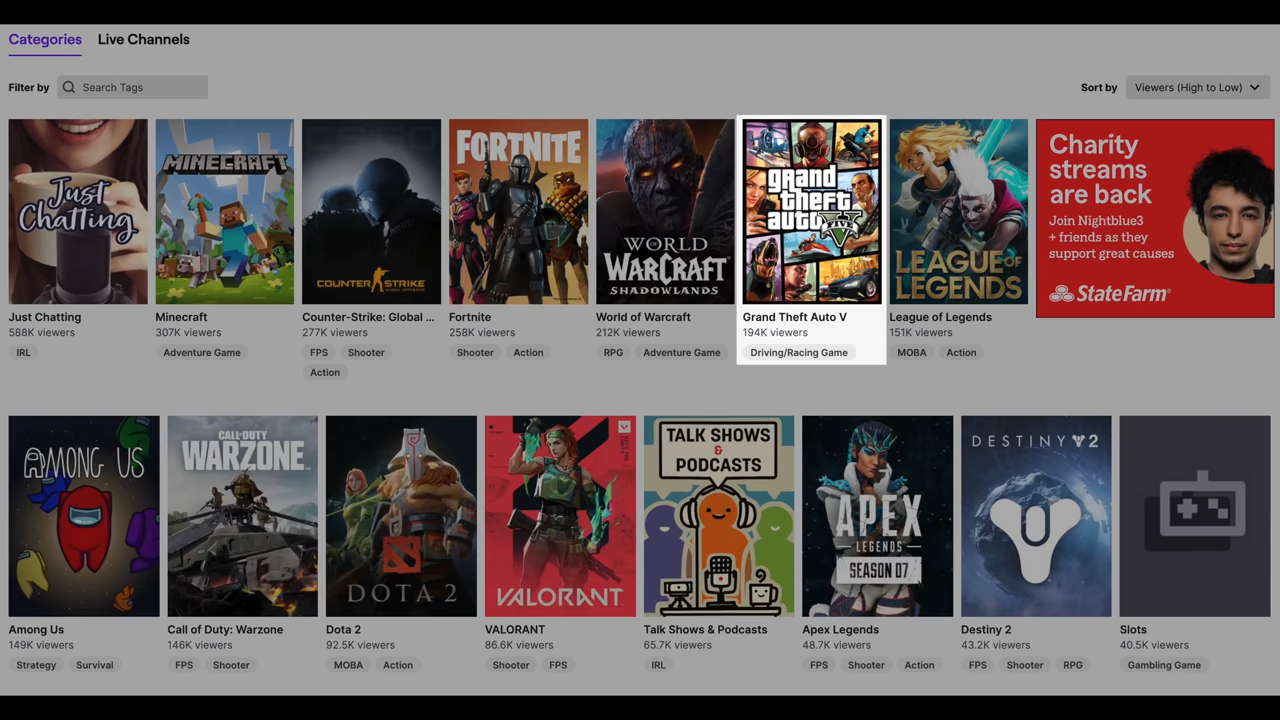 Categories Live Channels
Filter by Search Tags Sort by Viewers (High to Low)
Just
Chatting
MINECRAFT
COUNTER STRIKE
FORTNITE
WORLD
OF
WARCRAFT
SHADOWLANDS
grand
theft
auto V
FIVE
LEAGUE OF
LEGENDS
Charity
streams
are back
Join Nightblue3
+ friends as they
support great causes
StateFarm®
Just Chatting
588K viewers
IRL
Minecraft
307K viewers
Adventure Game
Counter-Strike: Global ...
277K viewers
FPS Shooter
Action
Fortnite
258K viewers
Shooter Action
World of Warcraft
212K viewers
RPG Adventure Game
Grand Theft Auto V
194K viewers
Driving/Racing Game
League of Legends
151K viewers
MOBA Action
AMONG US
CALL OF DUTY
WARZONE
DOTA 2
VALORANT
TALK SHOWS
&
PODCASTS
APEX
LEGENDS
SEASON 07
DESTINY 2
Among Us
149K viewers
Strategy Survival
Call of Duty: Warzone
146K viewers
FPS Shooter
Dota 2
92.5K viewers
MOBA Action
VALORANT
86.6K viewers
Shooter FPS
Talk Shows & Podcasts
65.7K viewers
IRL
Apex Legends
48.7K viewers
FPS Shooter Action
Destiny 2
43.2K viewers
FPS Shooter RPG
Slots
40.5K viewers
Gambling Game